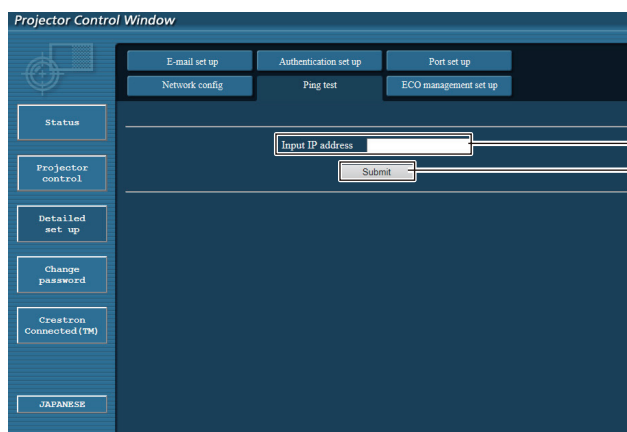 Projector Control Window
E-mail set up
Authentication set up
Port set up
Network config
Ping test
ECO management set up
Status
Projector
control
Detailed
set up
Change
password
Crestron
Connected(TM)
JAPANESE
Input IP address
Submit